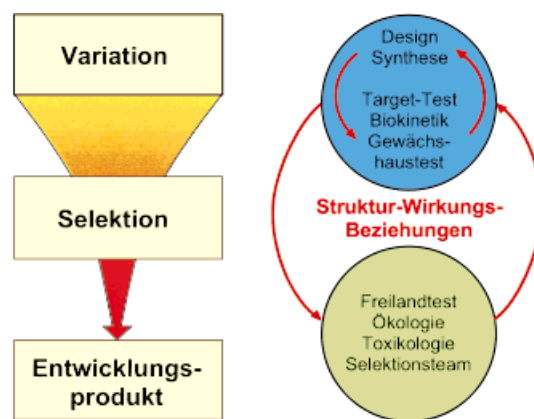 Variation
Selektion
Entwicklungs-
produkt
Design
Synthese
Target-Test
Biokinetik
Gewächs-
haustest
Struktur-Wirkungs-
Beziehungen
Freilandtest
Ökologie
Toxikologie
Selektionsteam